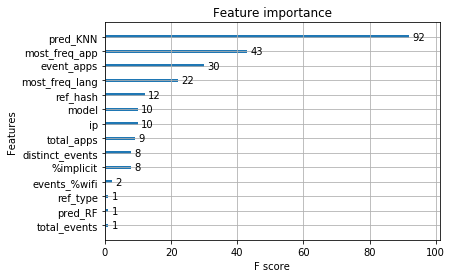 Feature importance
Features
pred_KNN 92
most_freq_app 43
event_apps 30
most_freq_lang 22
ref_hash 12
model 10
ip 10
total_apps 9
distinct_events 8
%implicit 8
events_%wifi 2
ref_type 1
pred_RF 1
total_events 1
0 20 40 60 80 100
F score